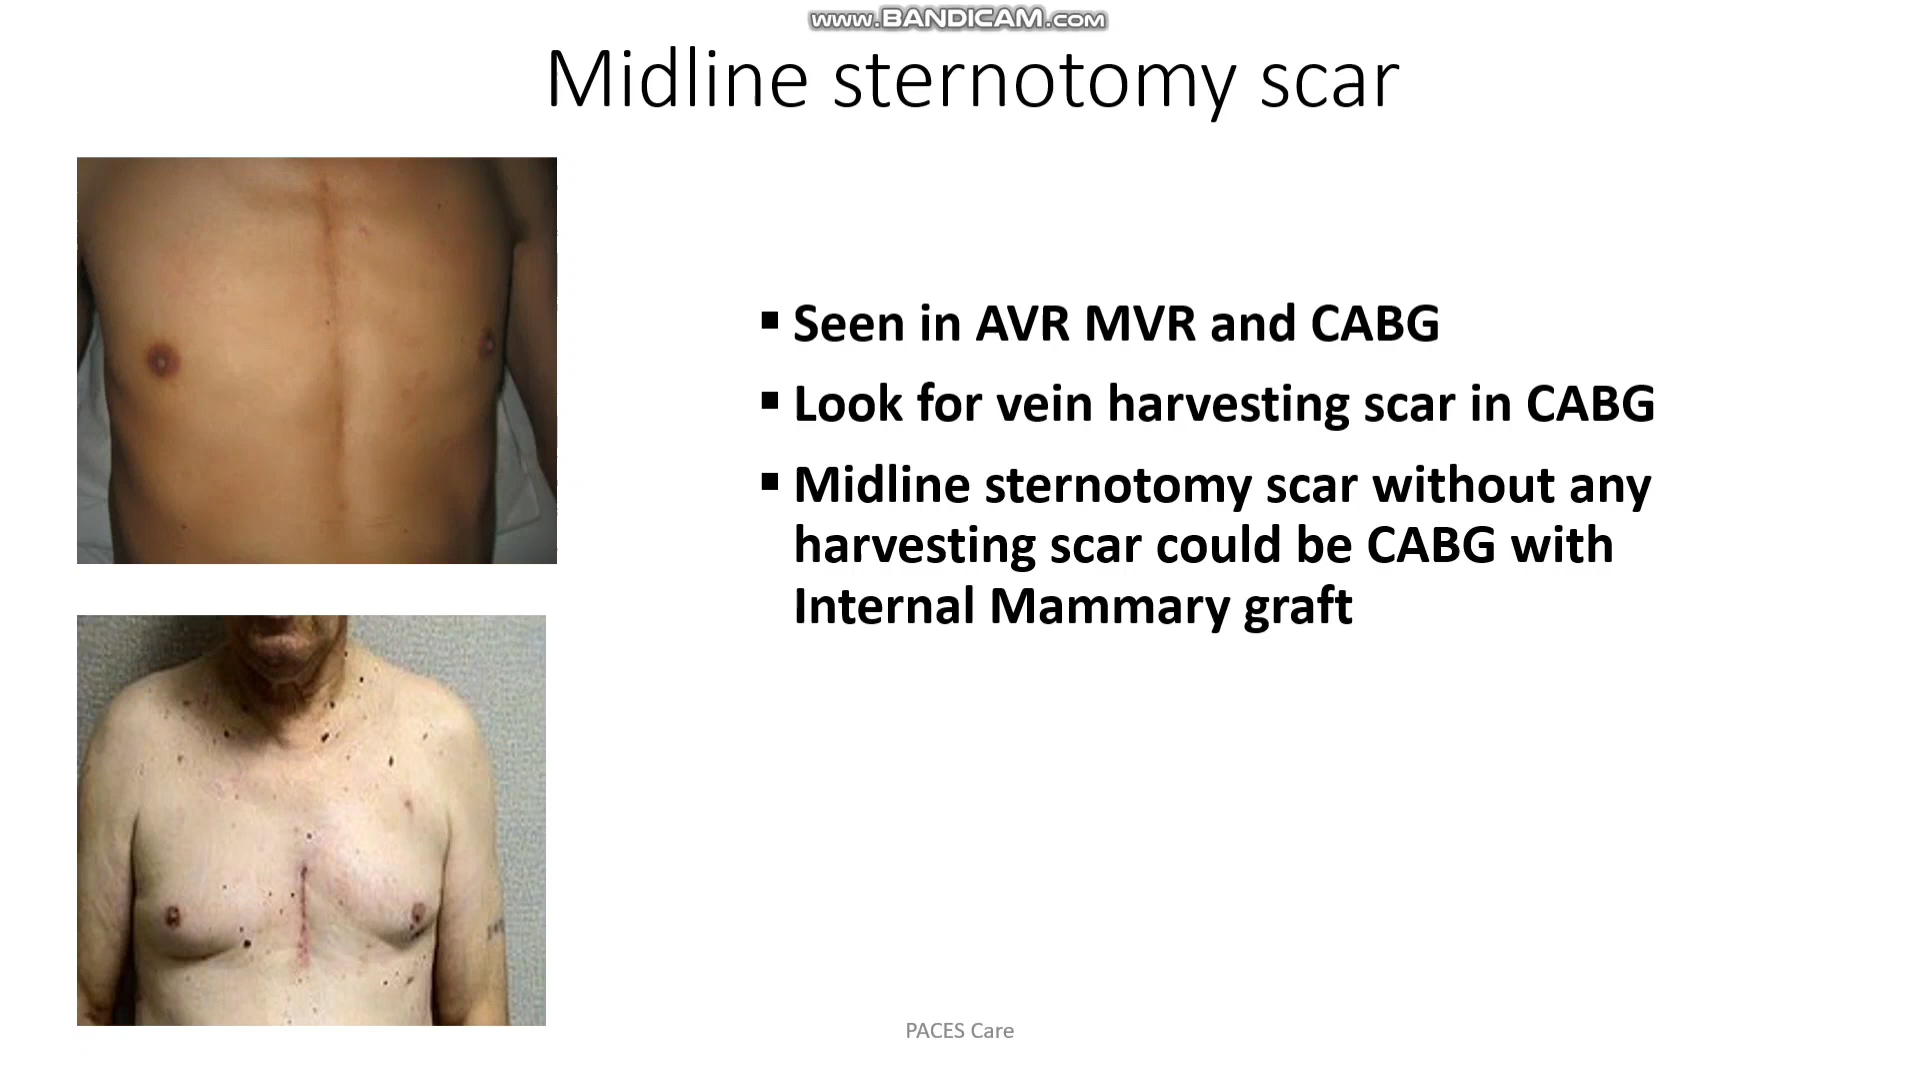 www.BANDICAM.com
Midline sternotomy scar
▪ Seen in AVR MVR and CABG
▪ Look for vein harvesting scar in CABG
▪ Midline sternotomy scar without any
harvesting scar could be CABG with
Internal Mammary graft
PACES Care